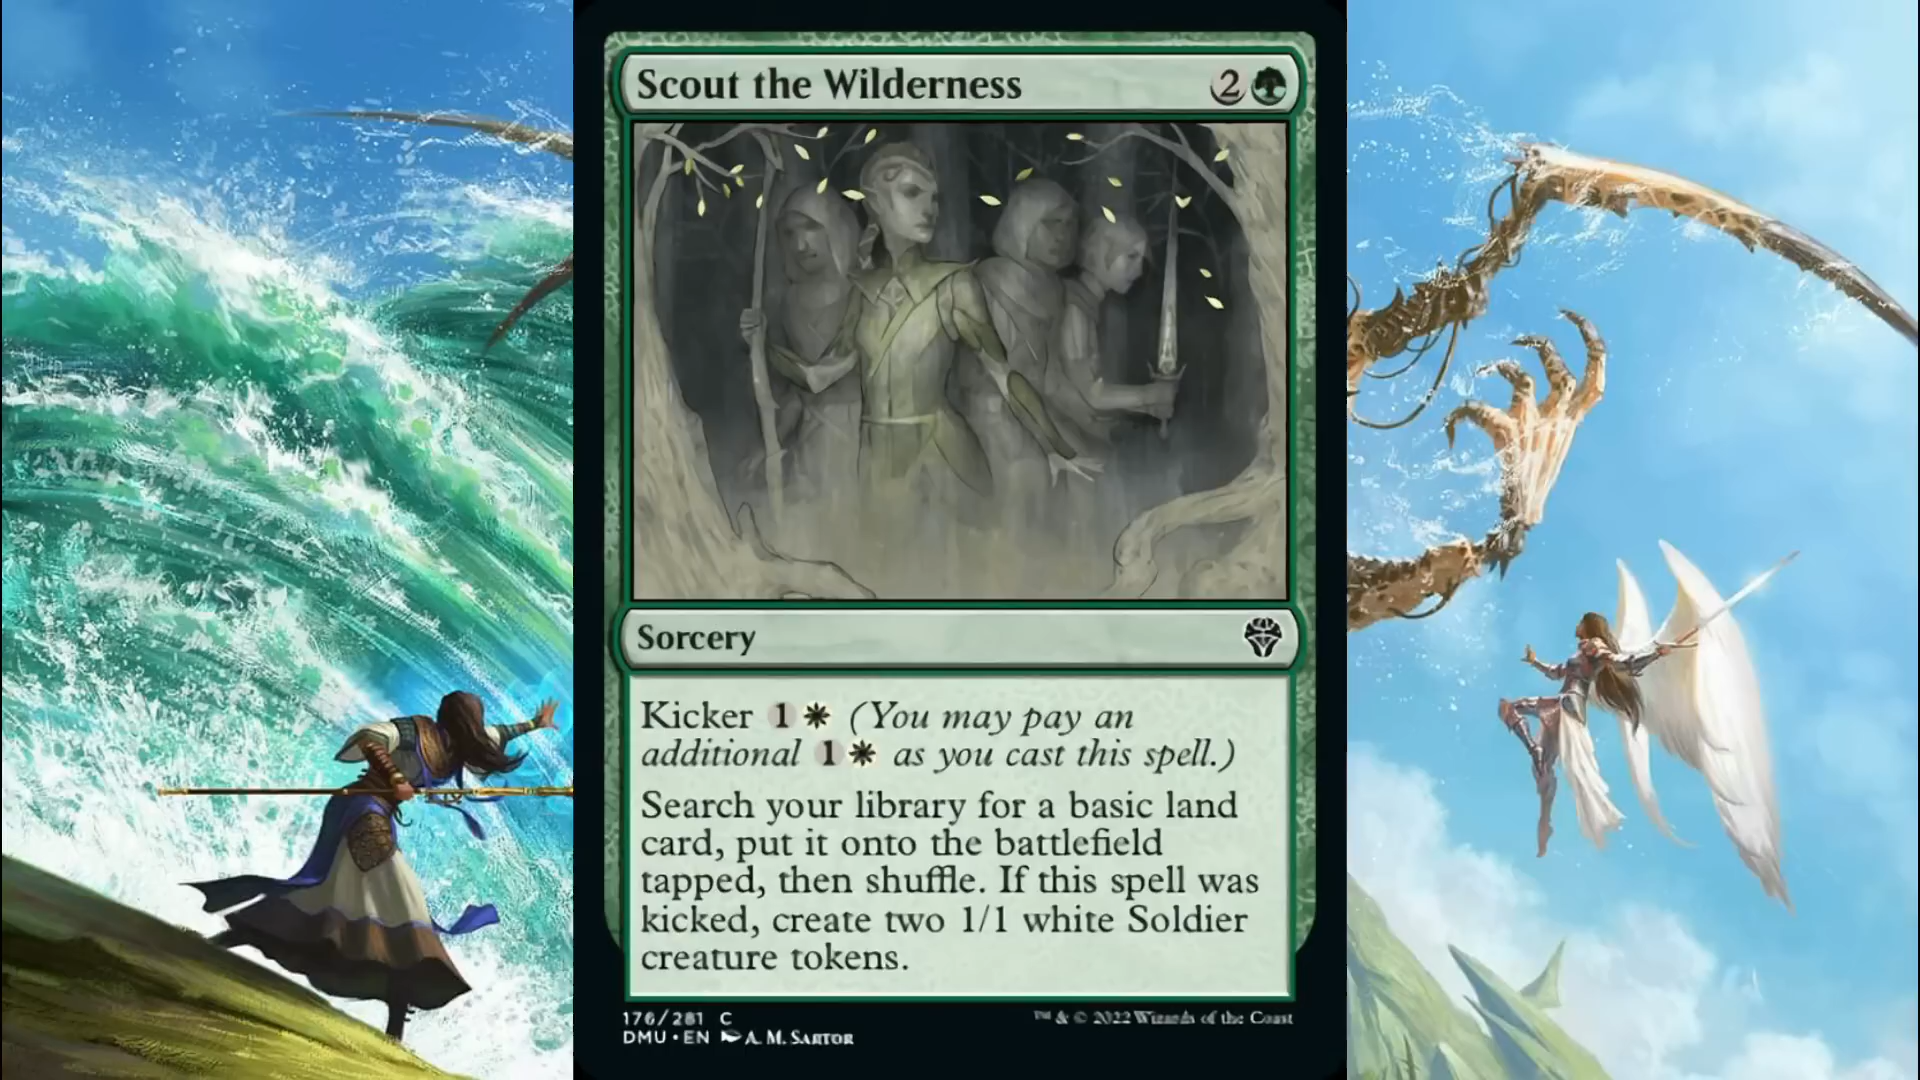 Scout the Wilderness 2
Sorcery
Kicker 1 (You may pay an
additional 1 as you cast this spell.)
Search your library for a basic land
card, put it onto the battlefield
tapped, then shuffle. If this spell was
kicked, create two 1/1 white Soldier
creature tokens.
176/281 C
™ & © 2022 Wizards of the Coast
DMU • EN A. M. Sartor